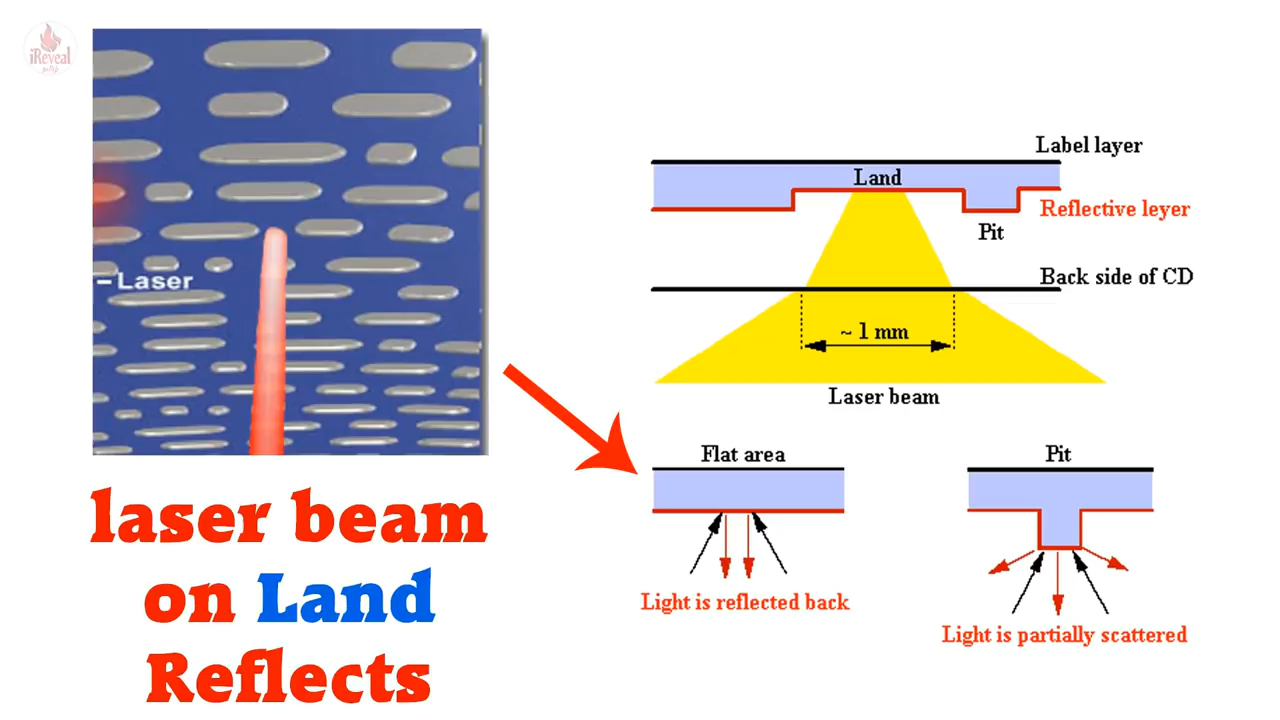 iReveal
– Laser
laser beam
on Land
Reflects
Label layer
Land
Reflective leyer
Pit
Back side of CD
~ 1 mm
Laser beam
Flat area
Pit
Light is reflected back
Light is partially scattered